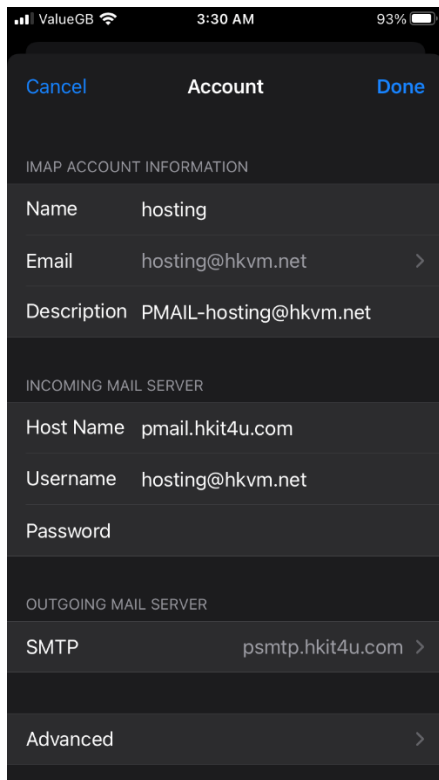 ValueGB 3:30 AM 93%
Cancel Account Done
IMAP ACCOUNT INFORMATION
Name hosting
Email hosting@hkvm.net
Description PMAIL-hosting@hkvm.net
INCOMING MAIL SERVER
Host Name pmail.hkit4u.com
Username hosting@hkvm.net
Password
OUTGOING MAIL SERVER
SMTP psmtp.hkit4u.com
Advanced